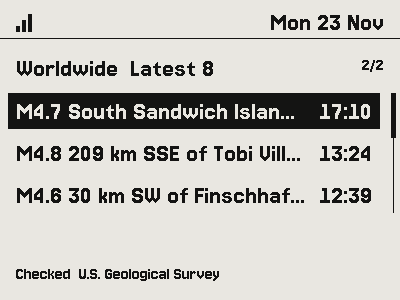 Mon 23 Nov
Worldwide Latest 8 2/2
M4.7 South Sandwich Islan... 17:10
M4.8 209 km SSE of Tobi Vill... 13:24
M4.6 30 km SW of Finschhaf... 12:39
Checked U.S. Geological Survey